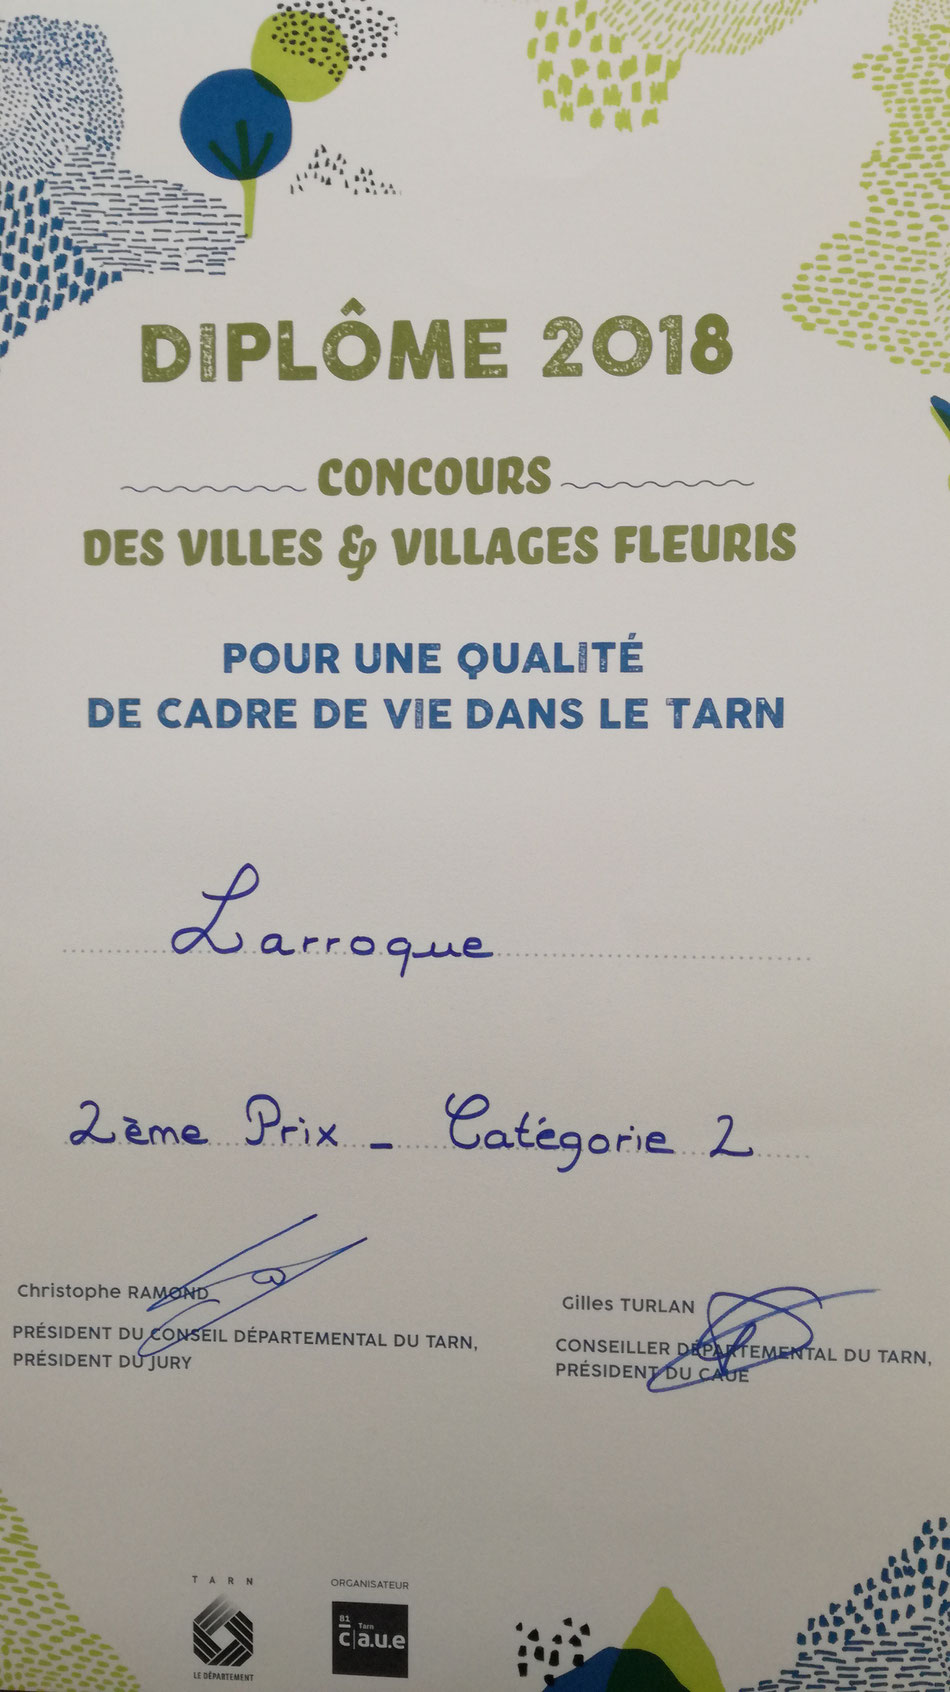 DIPLÔME 2018
CONCOURS
DES VILLES & VILLAGES FLEURIS
POUR UNE QUALITÉ
DE CADRE DE VIE DANS LE TARN
Larroque
2ème Prix - Catégorie 2
Christophe RAMOND
PRÉSIDENT DU CONSEIL DÉPARTEMENTAL DU TARN,
PRÉSIDENT DU JURY
Gilles TURLAN
CONSEILLER DÉPARTEMENTAL DU TARN,
PRÉSIDENT DU CAUE
TARN
LE DÉPARTEMENT
ORGANISATEUR
81 Tarn
c|a.u.e